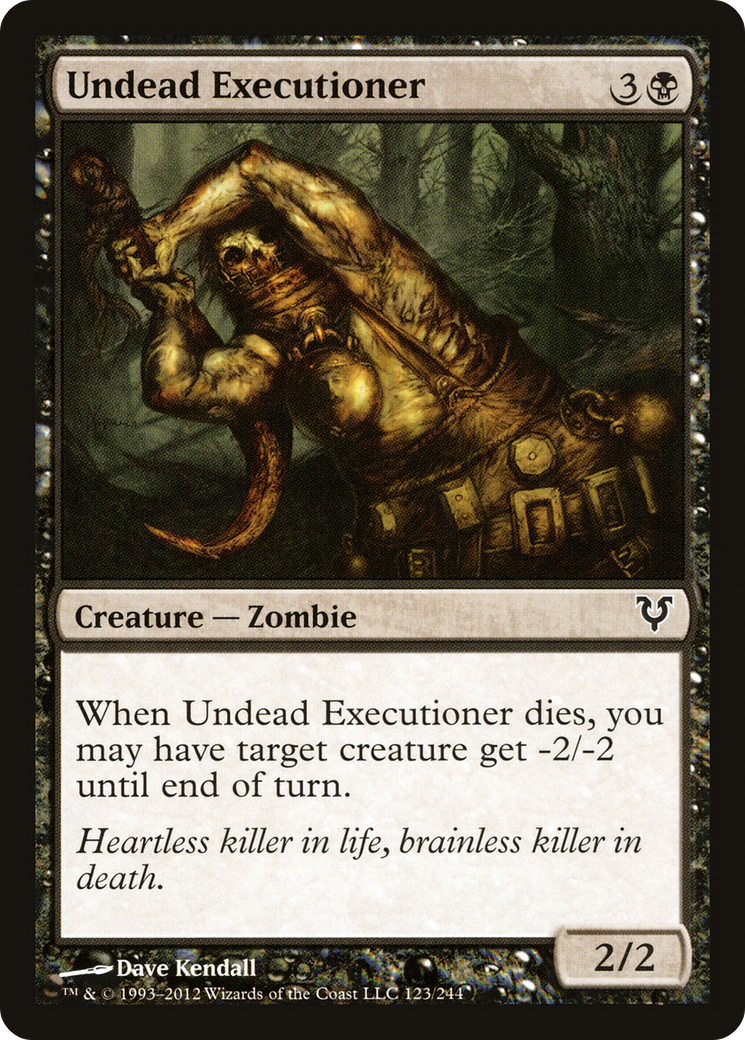 Undead Executioner 3
Creature — Zombie
When Undead Executioner dies, you
may have target creature get -2/-2
until end of turn.
Heartless killer in life, brainless killer in
death.
2/2
Dave Kendall
™ & © 1993–2012 Wizards of the Coast LLC 123/244